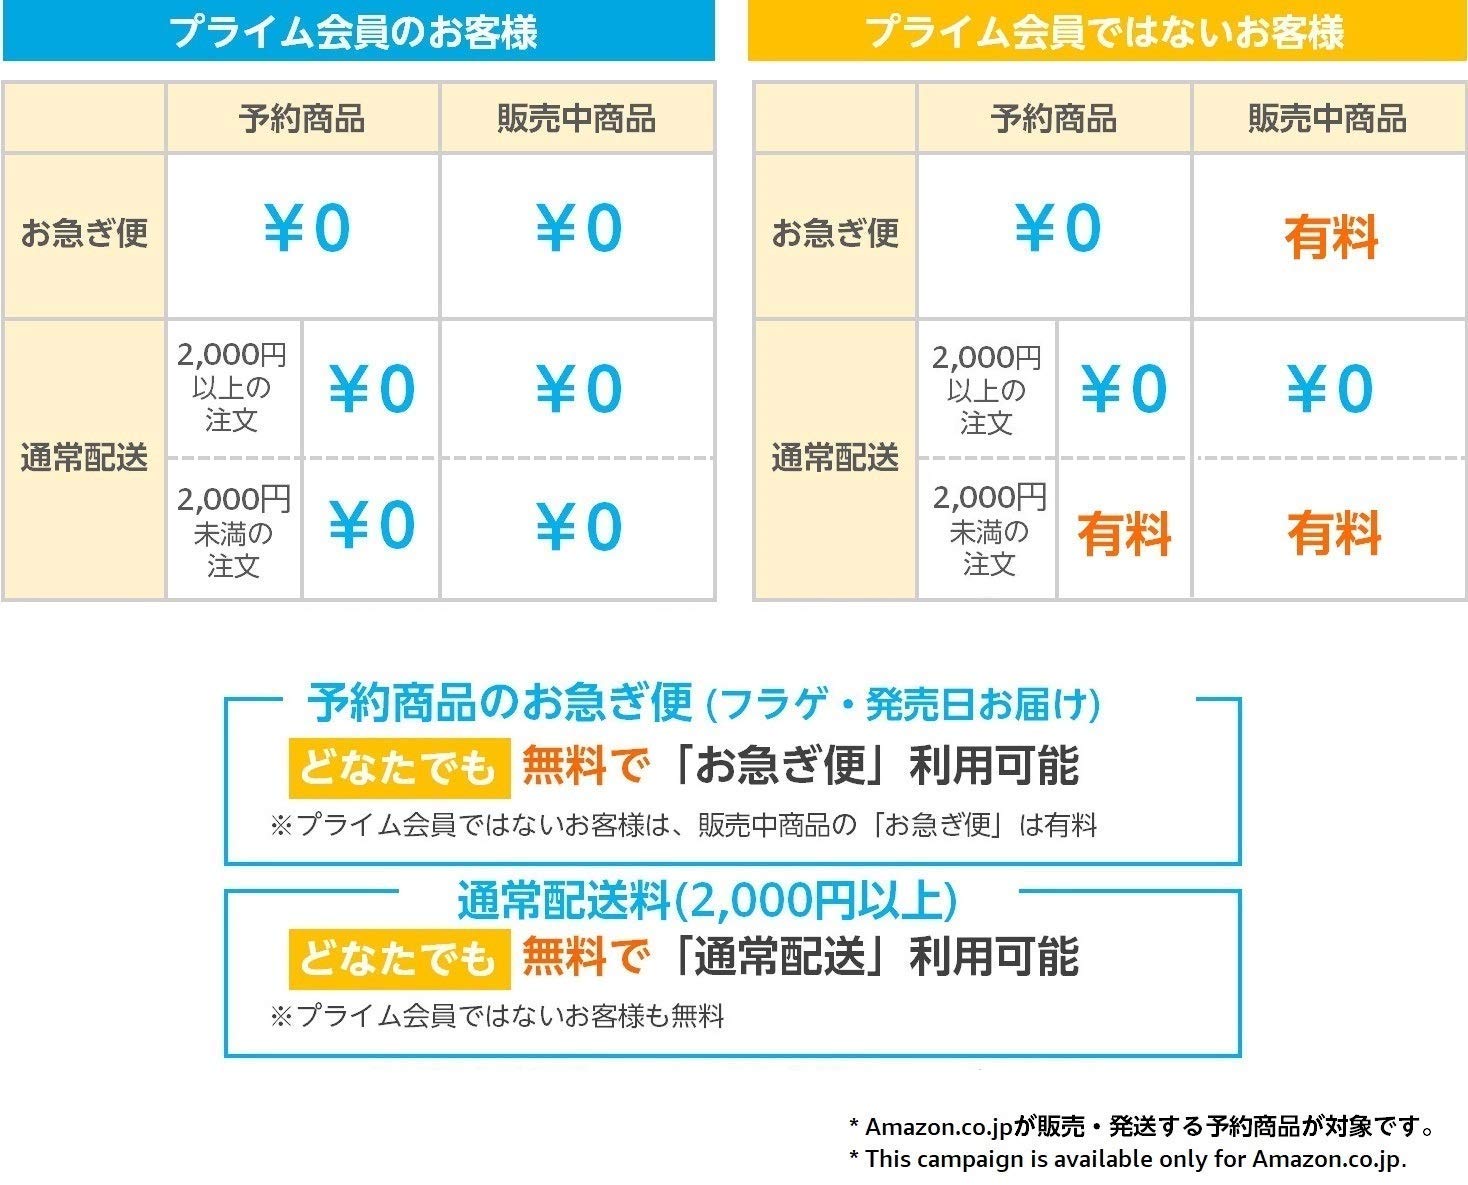 プライム会員のお客様
予約商品
販売中商品
お急ぎ便
￥0
￥0
通常配送
2,000円
以上の
注文
￥0
￥0
2,000円
未満の
注文
￥0
￥0
プライム会員ではないお客様
予約商品
販売中商品
お急ぎ便
￥0
有料
通常配送
2,000円
以上の
注文
￥0
￥0
2,000円
未満の
注文
有料
有料
予約商品のお急ぎ便 (フラゲ・発売日お届け)
どなたでも 無料で「お急ぎ便」利用可能
※プライム会員ではないお客様は、販売中商品の「お急ぎ便」は有料
通常配送料(2,000円以上)
どなたでも 無料で「通常配送」利用可能
※プライム会員ではないお客様も無料
* Amazon.co.jpが販売・発送する予約商品が対象です。
* This campaign is available only for Amazon.co.jp.